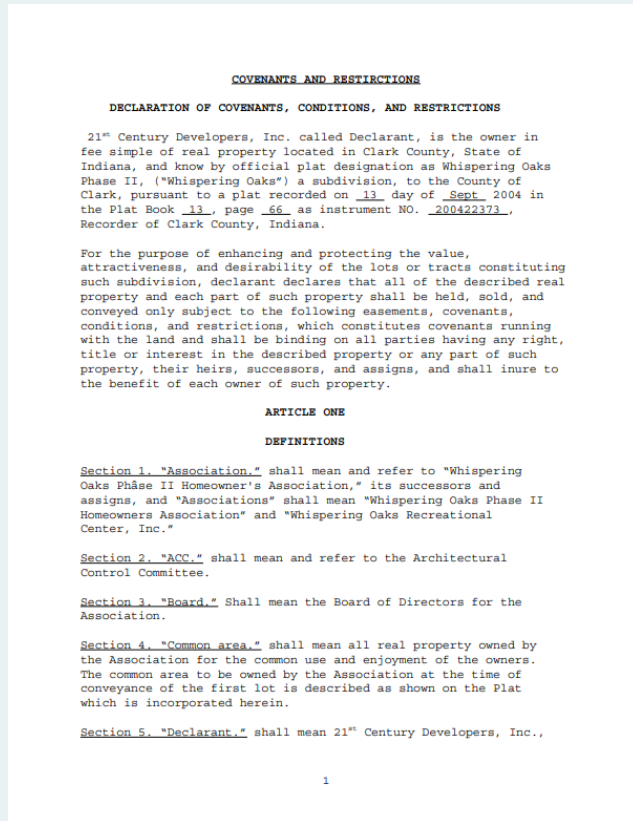 COVENANTS AND RESTIRCTIONS
DECLARATION OF COVENANTS, CONDITIONS, AND RESTRICTIONS
21st Century Developers, Inc. called Declarant, is the owner in
fee simple of real property located in Clark County, State of
Indiana, and know by official plat designation as Whispering Oaks
Phase II, ("Whispering Oaks") a subdivision, to the County of
Clark, pursuant to a plat recorded on 13 day of Sept 2004 in
the Plat Book 13, page 66 as instrument NO. 200422373,
Recorder of Clark County, Indiana.
For the purpose of enhancing and protecting the value,
attractiveness, and desirability of the lots or tracts constituting
such subdivision, declarant declares that all of the described real
property and each part of such property shall be held, sold, and
conveyed only subject to the following easements, covenants,
conditions, and restrictions, which constitutes covenants running
with the land and shall be binding on all parties having any right,
title or interest in the described property or any part of such
property, their heirs, successors, and assigns, and shall inure to
the benefit of each owner of such property.
ARTICLE ONE
DEFINITIONS
Section 1. "Association." shall mean and refer to "Whispering
Oaks Phâse II Homeowner's Association," its successors and
assigns, and "Associations" shall mean "Whispering Oaks Phase II
Homeowners Association" and "Whispering Oaks Recreational
Center, Inc."
Section 2. "ACC." shall mean and refer to the Architectural
Control Committee.
Section 3. "Board." Shall mean the Board of Directors for the
Association.
Section 4. "Common area." shall mean all real property owned by
the Association for the common use and enjoyment of the owners.
The common area to be owned by the Association at the time of
conveyance of the first lot is described as shown on the Plat
which is incorporated herein.
Section 5. "Declarant." shall mean 21st Century Developers, Inc.,
1